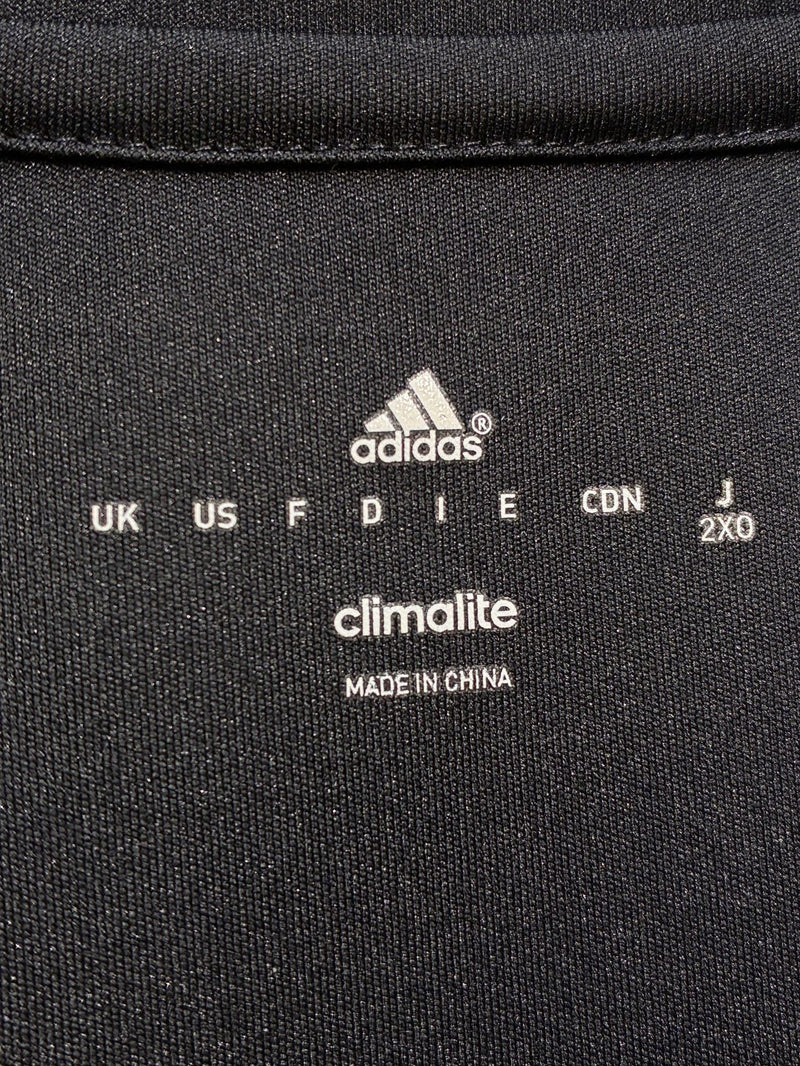 adidas®
UK US F D I E CDN J
2XO
climalite
MADE IN CHINA